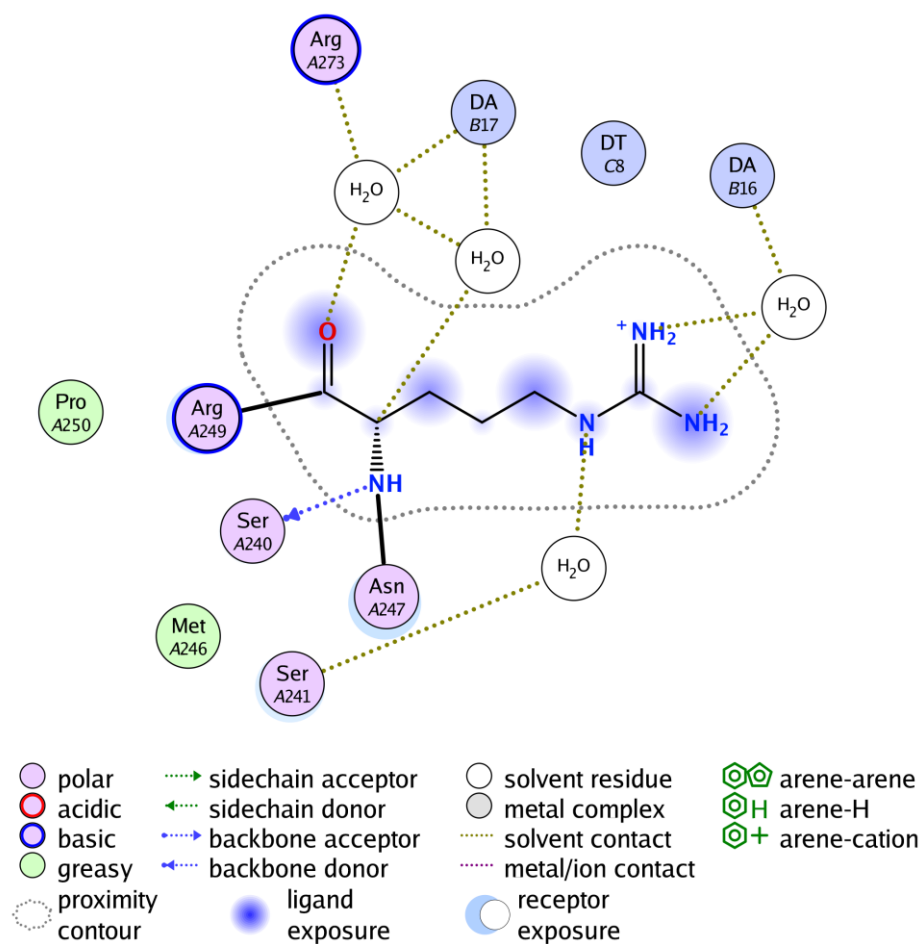 Arg
A273
DA
B17
DT
C8
DA
B16
H₂O
H₂O
H₂O
O
⁺NH₂
Pro
A250
Arg
A249
N
H
NH₂
NH
Ser
A240
H₂O
Asn
A247
Met
A246
Ser
A241
polar
sidechain acceptor
solvent residue
arene-arene
acidic
sidechain donor
metal complex
H
arene-H
basic
backbone acceptor
solvent contact
+
arene-cation
greasy
backbone donor
metal/ion contact
proximity
contour
ligand
exposure
receptor
exposure